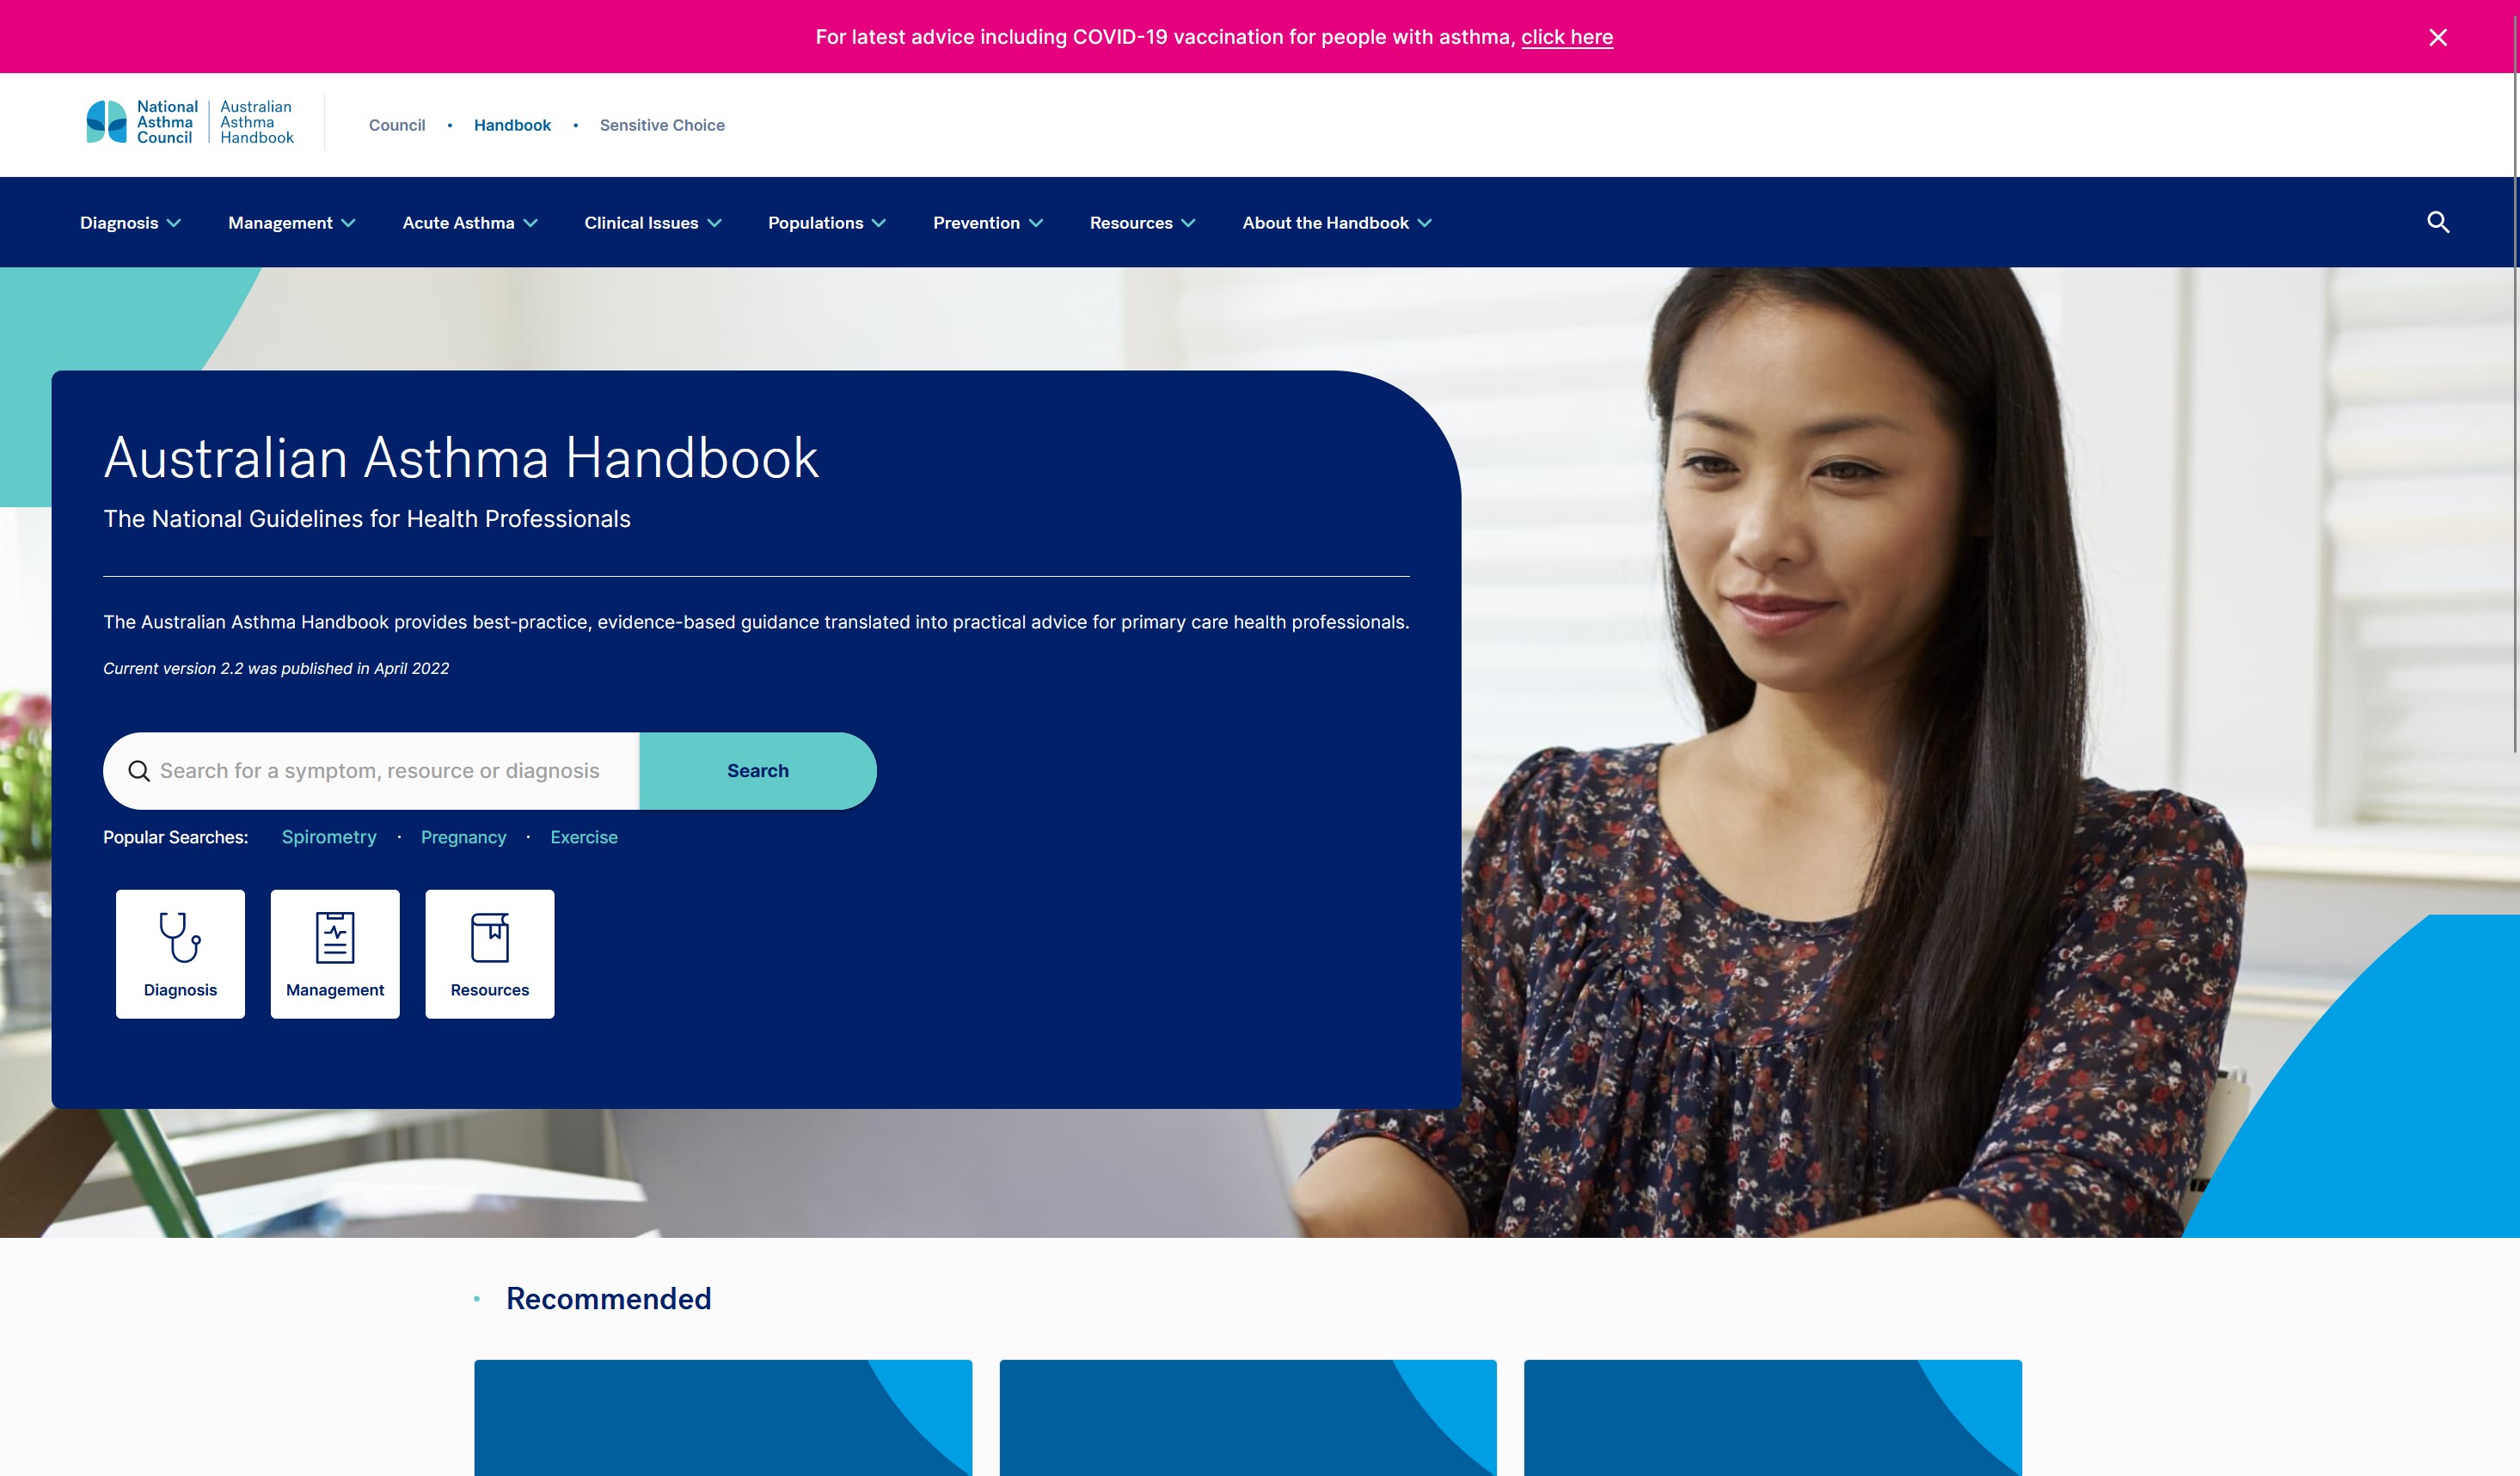 For latest advice including COVID-19 vaccination for people with asthma, click here
National Asthma Council
Australian Asthma Handbook
Council • Handbook • Sensitive Choice
Diagnosis Management Acute Asthma Clinical Issues Populations Prevention Resources About the Handbook
Australian Asthma Handbook
The National Guidelines for Health Professionals
The Australian Asthma Handbook provides best-practice, evidence-based guidance translated into practical advice for primary care health professionals.
Current version 2.2 was published in April 2022
Search for a symptom, resource or diagnosis Search
Popular Searches: Spirometry · Pregnancy · Exercise
Diagnosis Management Resources
• Recommended